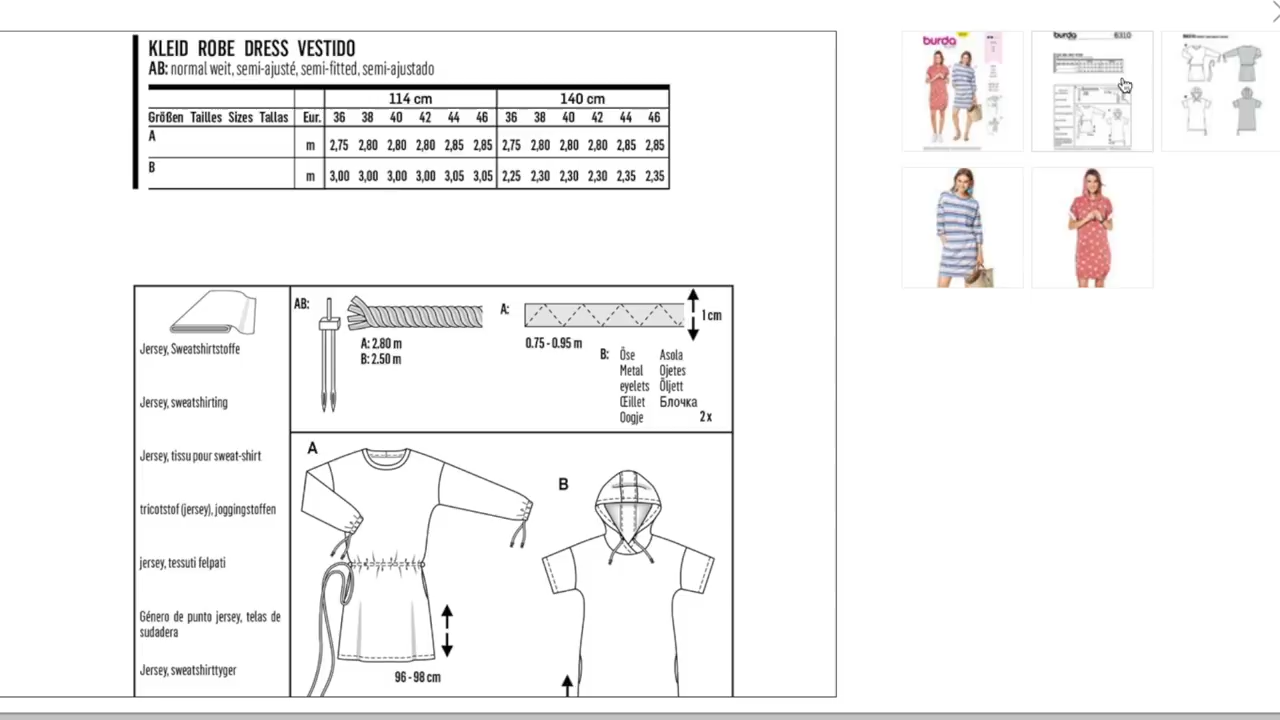 KLEID ROBE DRESS VESTIDO
AB: normal weit, semi-ajusté, semi-fitted, semi-ajustado
114 cm 140 cm
Größen Tailles Sizes Tallas Eur. 36 38 40 42 44 46 36 38 40 42 44 46
A
m 2,75 2,80 2,80 2,80 2,85 2,85 2,75 2,80 2,80 2,80 2,85 2,85
B
m 3,00 3,00 3,00 3,00 3,05 3,05 2,25 2,30 2,30 2,30 2,35 2,35
Jersey, Sweatshirtstoffe
Jersey, sweatshirting
Jersey, tissu pour sweat-shirt
tricotstof (jersey), joggingstoffen
jersey, tessuti felpati
Género de punto jersey, telas de
sudadera
Jersey, sweatshirttyger
AB:
A: 2.80 m
B: 2.50 m
A:
1 cm
0.75 - 0.95 m
B: Öse Asola
Metal Ojetes
eyelets Öljett
Œillet Блочка
Oogje 2 x
A
B
96 - 98 cm
burda
burda 6310